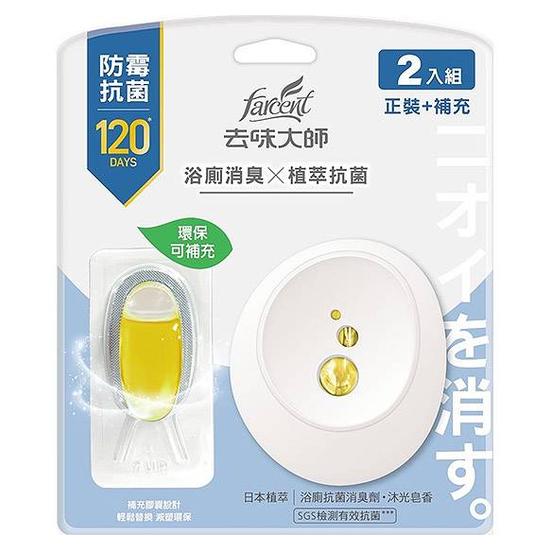 防霉
抗菌
120*
DAYS
farcent
去味大師
2入組
正裝+補充
浴廁消臭×植萃抗菌
環保
可補充
ニオイを消す。
補充膠囊設計
輕鬆替換 減塑環保
日本植萃 | 浴廁抗菌消臭劑・沐光皂香
SGS檢測有效抗菌***